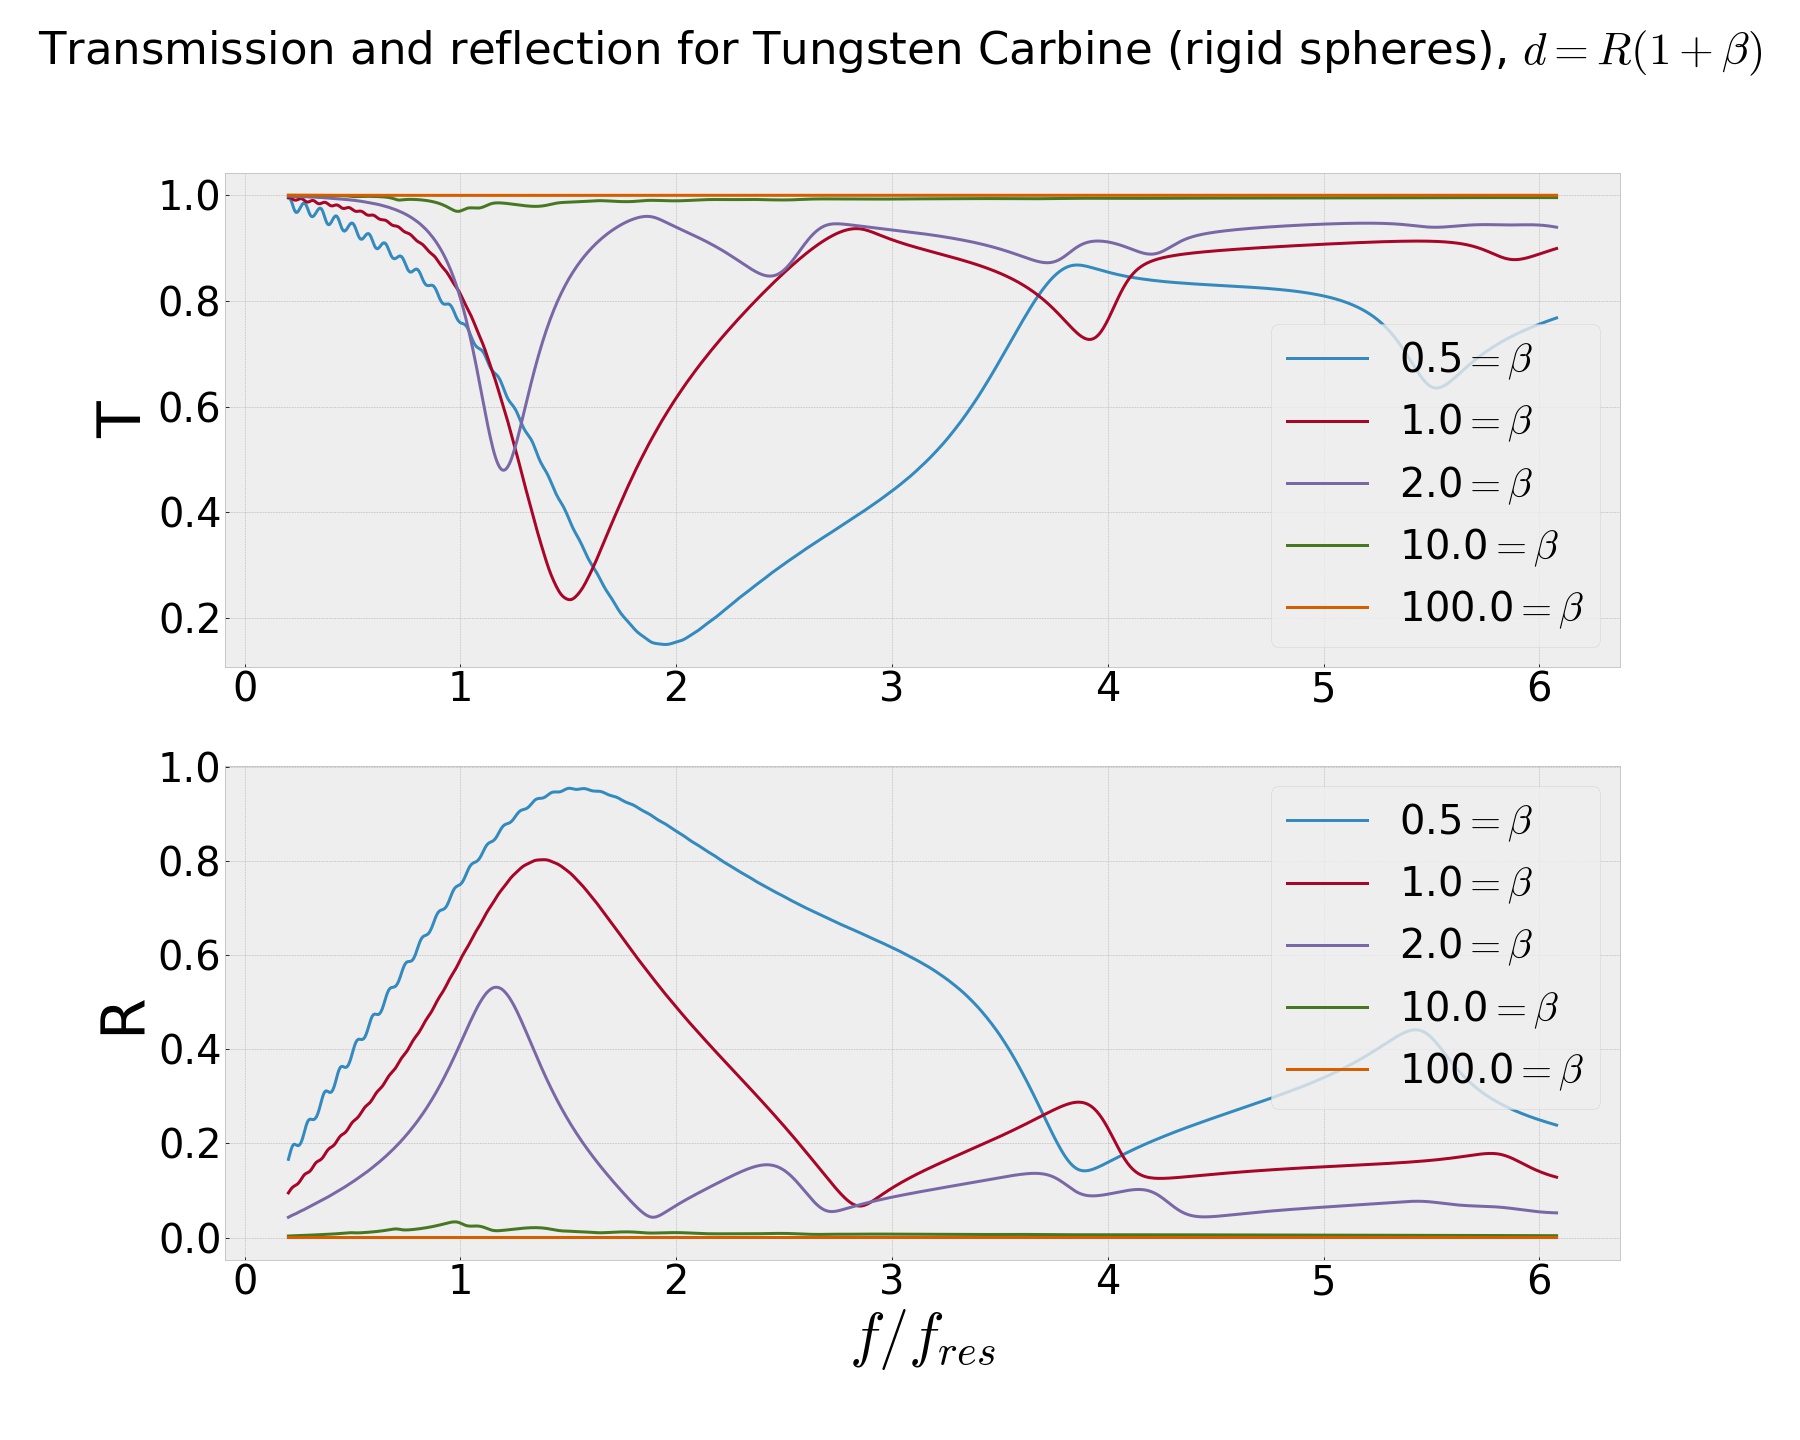 Transmission and reflection for Tungsten Carbine (rigid spheres), d = R(1 + β)
T
1.0
0.8
0.6
0.4
0.2
0 1 2 3 4 5 6
0.5 = β
1.0 = β
2.0 = β
10.0 = β
100.0 = β
R
1.0
0.8
0.6
0.4
0.2
0.0
0 1 2 3 4 5 6
0.5 = β
1.0 = β
2.0 = β
10.0 = β
100.0 = β
f/f_{res}